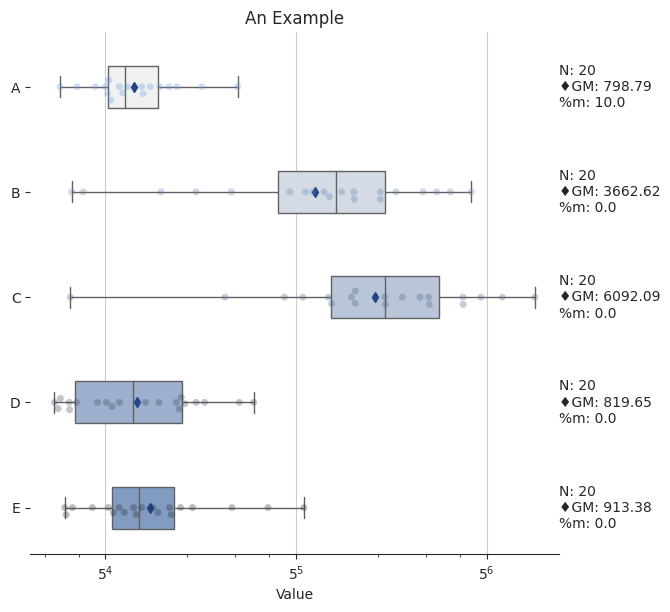 An Example
A
N: 20
♦GM: 798.79
%m: 10.0
B
N: 20
♦GM: 3662.62
%m: 0.0
C
N: 20
♦GM: 6092.09
%m: 0.0
D
N: 20
♦GM: 819.65
%m: 0.0
E
N: 20
♦GM: 913.38
%m: 0.0
5⁴ 5⁵ 5⁶
Value